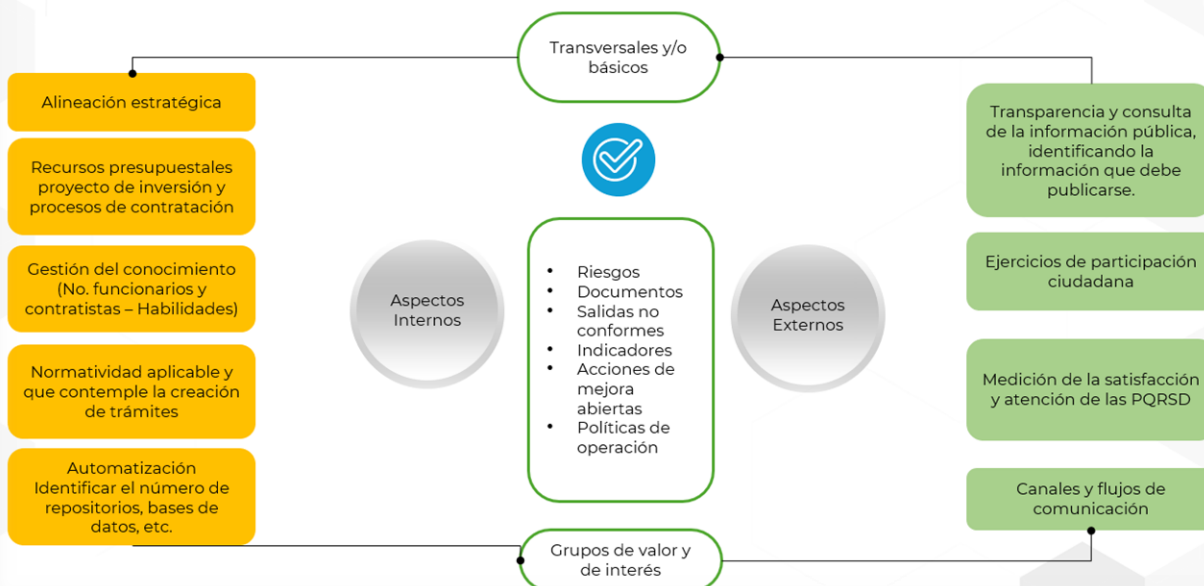 Transversales y/o
básicos
Alineación estratégica
Recursos presupuestales
proyecto de inversión y
procesos de contratación
Gestión del conocimiento
(No. funcionarios y
contratistas – Habilidades)
Normatividad aplicable y
que contemple la creación
de trámites
Automatización
Identificar el número de
repositorios, bases de
datos, etc.
Aspectos
Internos
• Riesgos
• Documentos
• Salidas no
conformes
• Indicadores
• Acciones de
mejora
abiertas
• Políticas de
operación
Aspectos
Externos
Transparencia y consulta
de la información pública,
identificando la
información que debe
publicarse.
Ejercicios de participación
ciudadana
Medición de la satisfacción
y atención de las PQRSD
Canales y flujos de
comunicación
Grupos de valor y
de interés